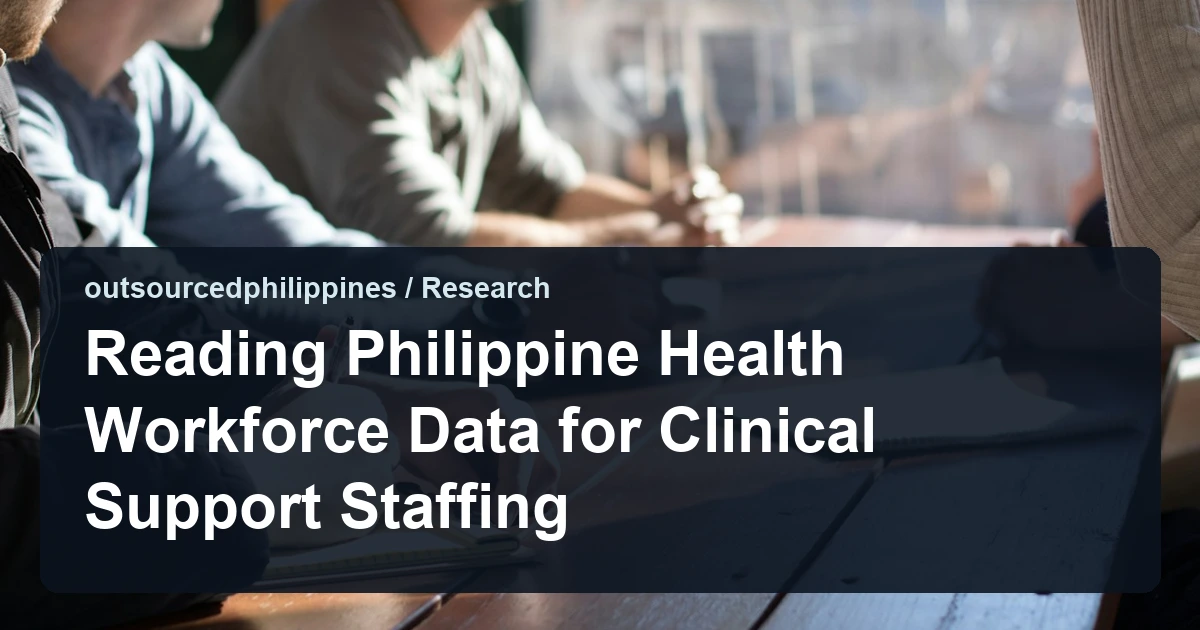 outsourcedphilippines / Research
Reading Philippine Health
Workforce Data for Clinical
Support Staffing